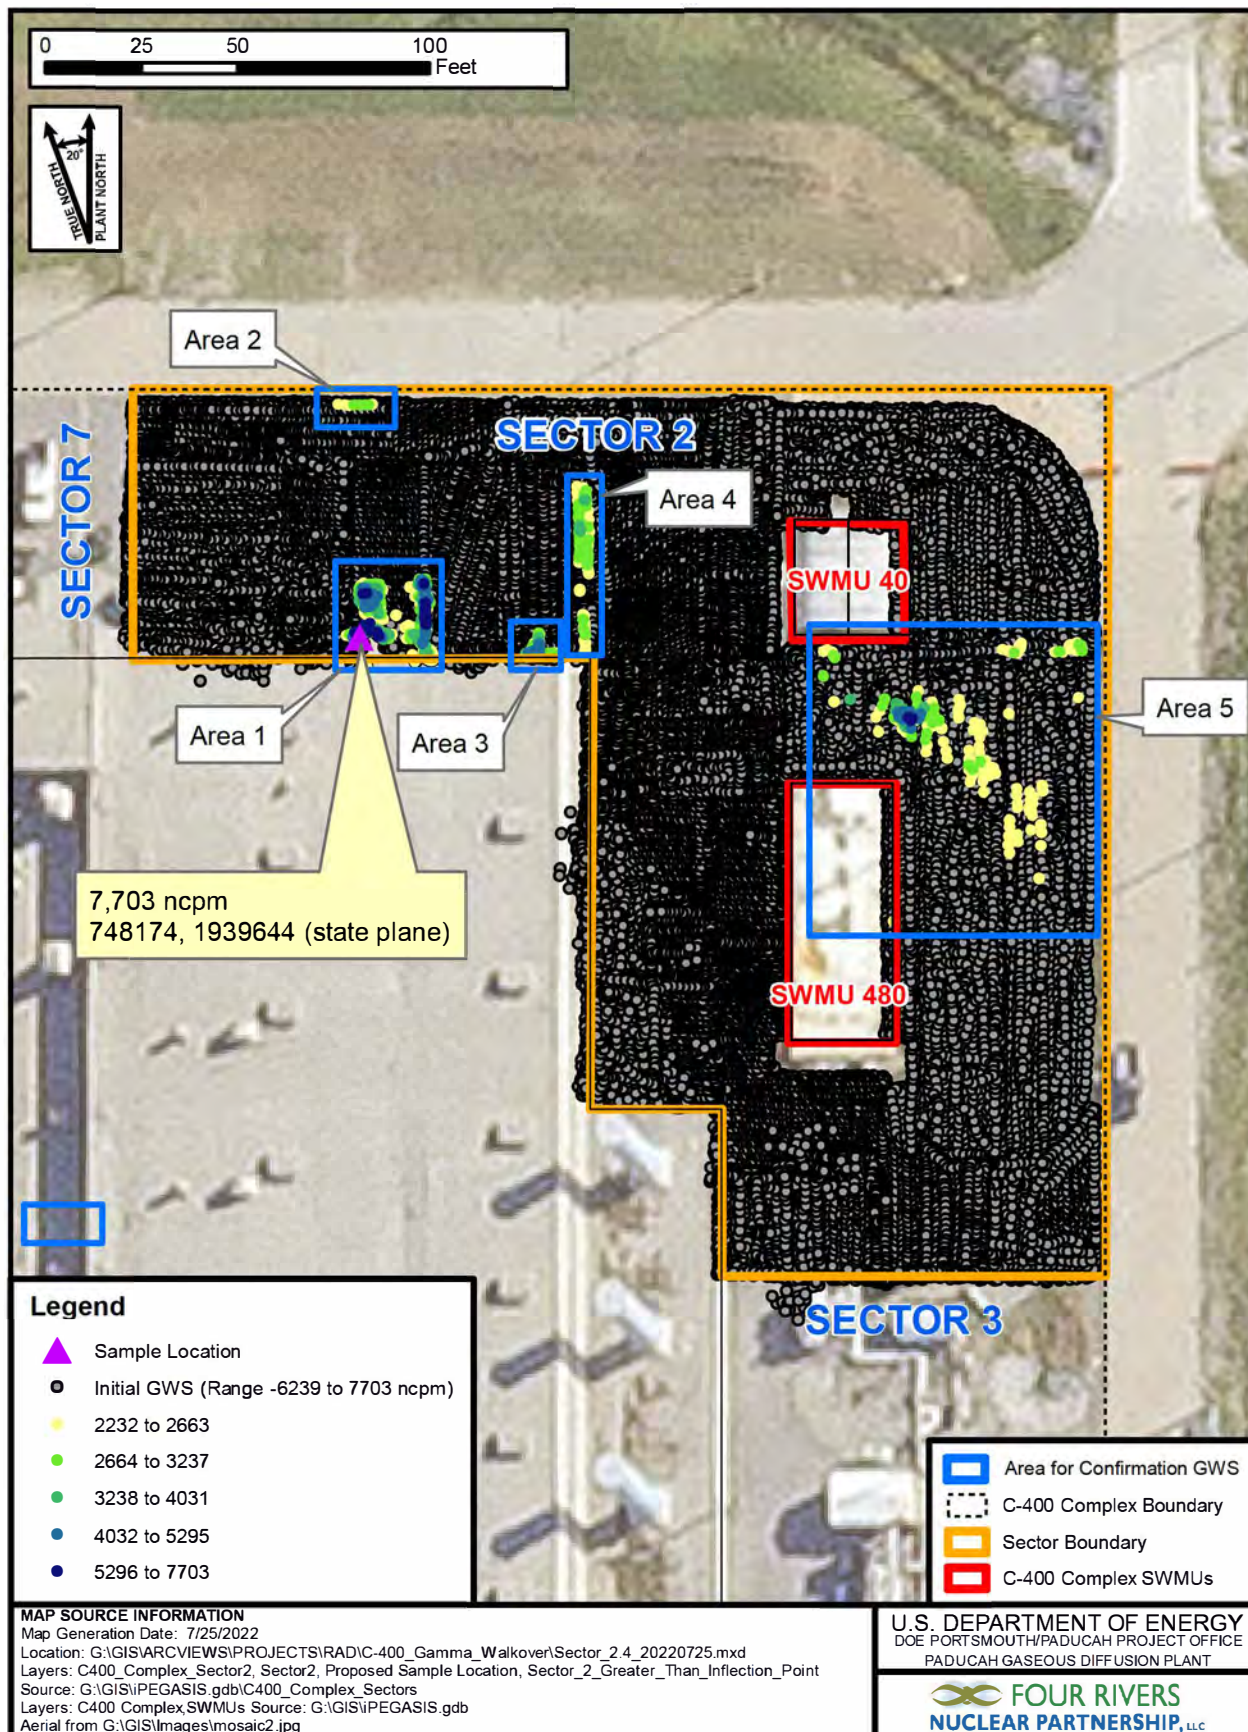 0 25 50 100
Feet
20°
TRUE NORTH
PLANT NORTH
Area 2
SECTOR 7
SECTOR 2
Area 4
SWMU 40
Area 5
Area 1
Area 3
7,703 ncpm
748174, 1939644 (state plane)
SWMU 480
SECTOR 3
Legend
Sample Location
Initial GWS (Range -6239 to 7703 ncpm)
2232 to 2663
2664 to 3237
3238 to 4031
4032 to 5295
5296 to 7703
Area for Confirmation GWS
C-400 Complex Boundary
Sector Boundary
C-400 Complex SWMUs
MAP SOURCE INFORMATION
Map Generation Date: 7/25/2022
Location: G:\GIS\ARCVIEWS\PROJECTS\RAD\C-400_Gamma_Walkover\Sector_2.4_20220725.mxd
Layers: C400_Complex_Sector2, Sector2, Proposed Sample Location, Sector_2_Greater_Than_Inflection_Point
Source: G:\GIS\iPEGASIS.gdb\C400_Complex_Sectors
Layers: C400 Complex,SWMUs Source: G:\GIS\iPEGASIS.gdb
Aerial from G:\GIS\Images\mosaic2.jpg
U.S. DEPARTMENT OF ENERGY
DOE PORTSMOUTH/PADUCAH PROJECT OFFICE
PADUCAH GASEOUS DIFFUSION PLANT
FOUR RIVERS
NUCLEAR PARTNERSHIP, LLC